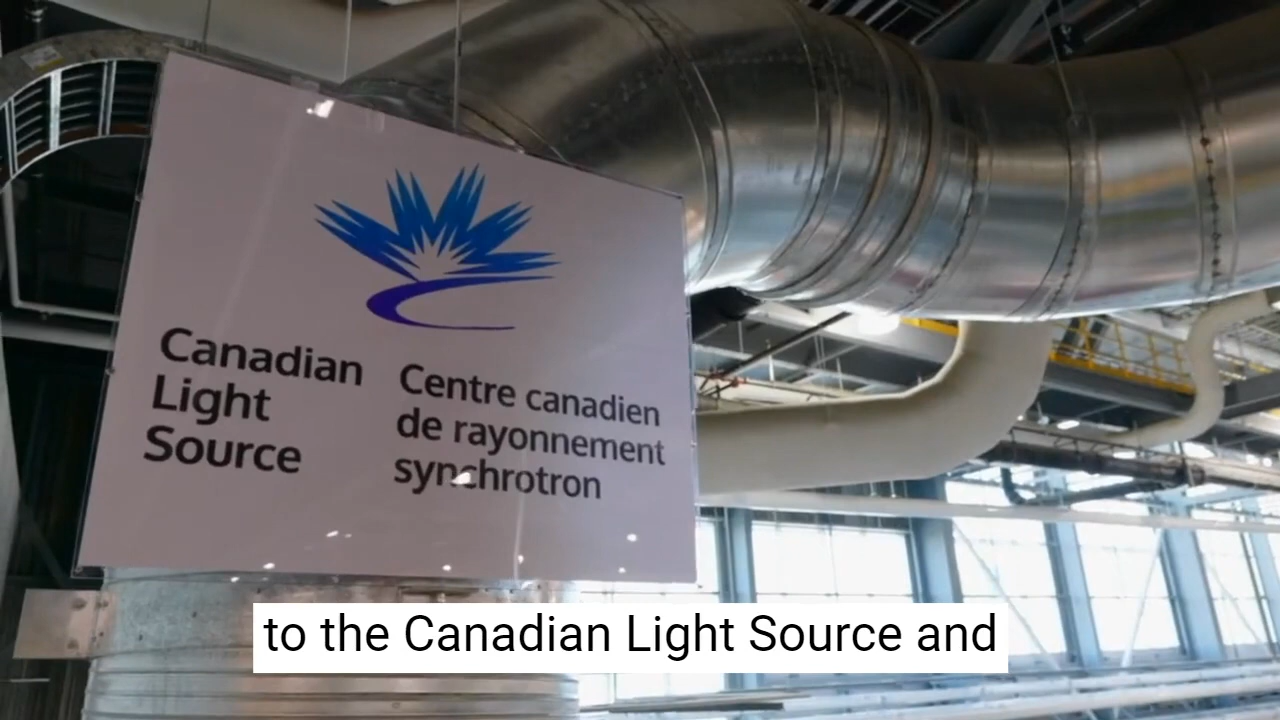 Canadian
Light
Source
Centre canadien
de rayonnement
synchrotron
to the Canadian Light Source and